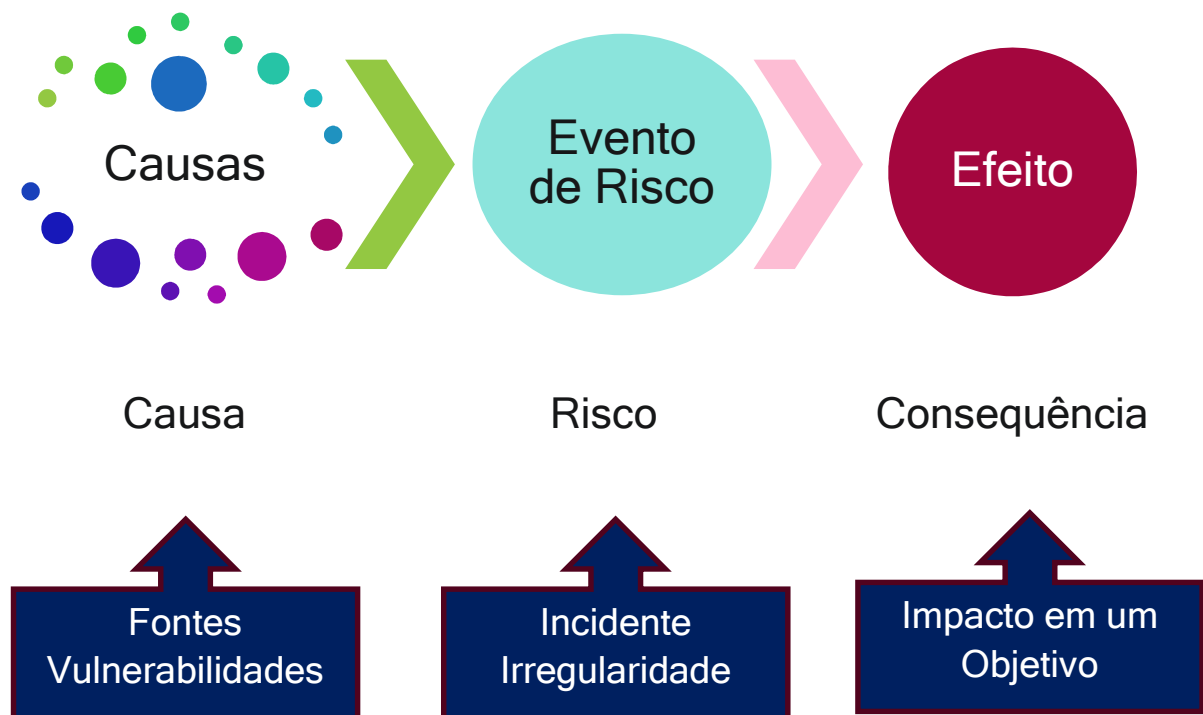 Causas
Evento
de Risco
Efeito
Causa
Risco
Consequência
Fontes
Vulnerabilidades
Incidente
Irregularidade
Impacto em um
Objetivo